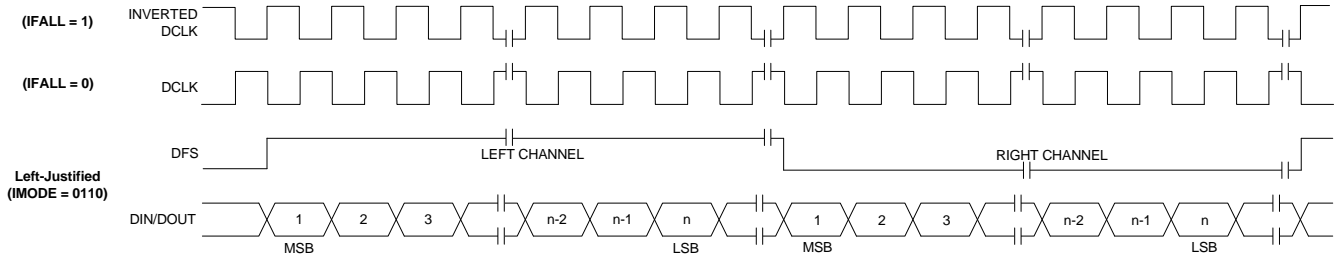 (IFALL = 1)
INVERTED
DCLK
(IFALL = 0)
DCLK
DFS
LEFT CHANNEL
RIGHT CHANNEL
Left-Justified
(IMODE = 0110)
DIN/DOUT
1 2 3 n-2 n-1 n 1 2 3 n-2 n-1 n
MSB LSB MSB LSB